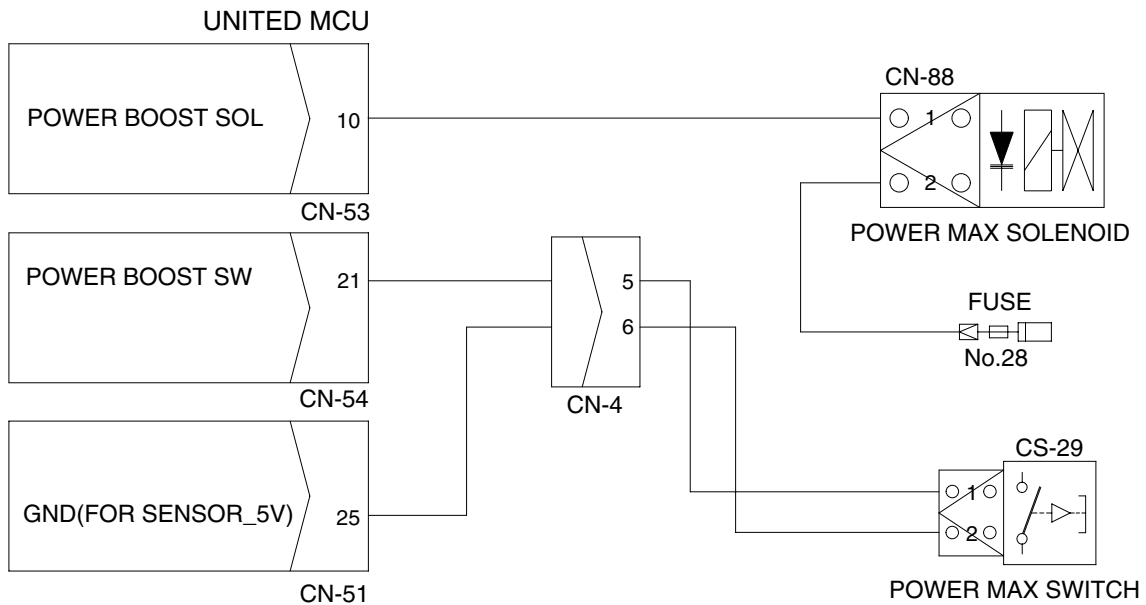 UNITED MCU
POWER BOOST SOL 10
CN-53
POWER BOOST SW 21
CN-54
GND(FOR SENSOR_5V) 25
CN-51
5
6
CN-4
CN-88
1
2
POWER MAX SOLENOID
FUSE
No.28
CS-29
1
2
POWER MAX SWITCH